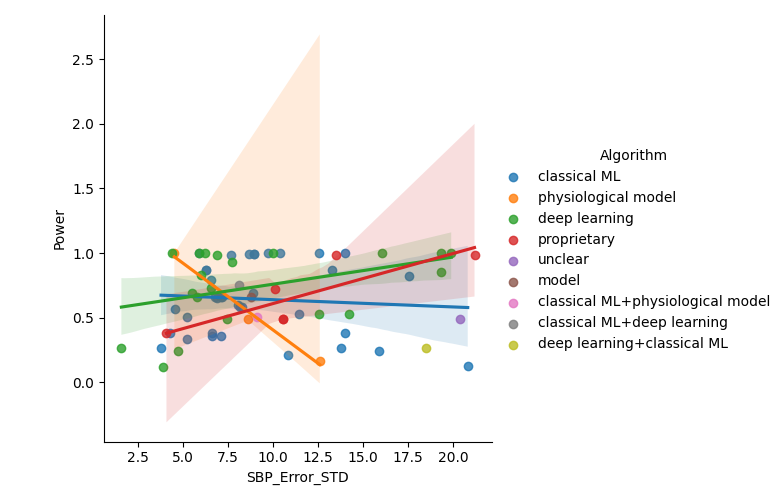 2.5
2.0
1.5
1.0
0.5
0.0
Power
2.5 5.0 7.5 10.0 12.5 15.0 17.5 20.0
SBP_Error_STD
Algorithm
classical ML
physiological model
deep learning
proprietary
unclear
model
classical ML+physiological model
classical ML+deep learning
deep learning+classical ML